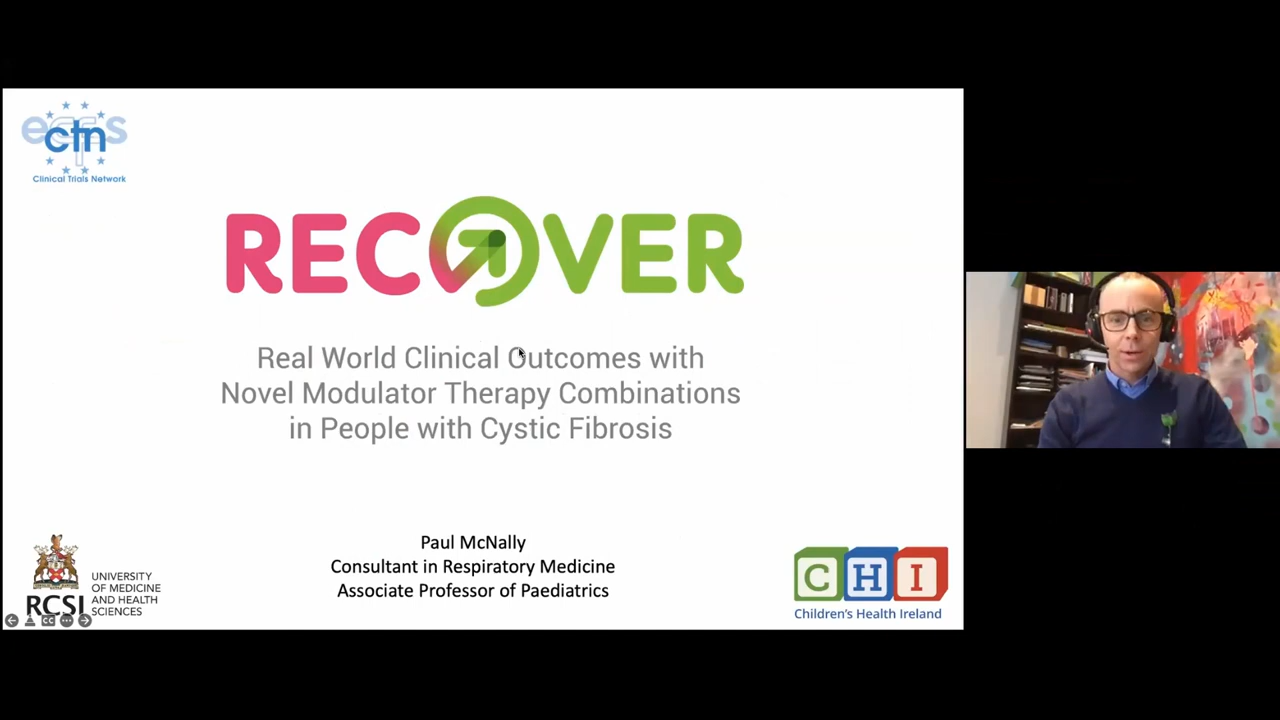 ecfs
ctn
Clinical Trials Network
RECOVER
Real World Clinical Outcomes with
Novel Modulator Therapy Combinations
in People with Cystic Fibrosis
Paul McNally
Consultant in Respiratory Medicine
Associate Professor of Paediatrics
RCSI
UNIVERSITY
OF MEDICINE
AND HEALTH
SCIENCES
CHI
Children's Health Ireland
CC